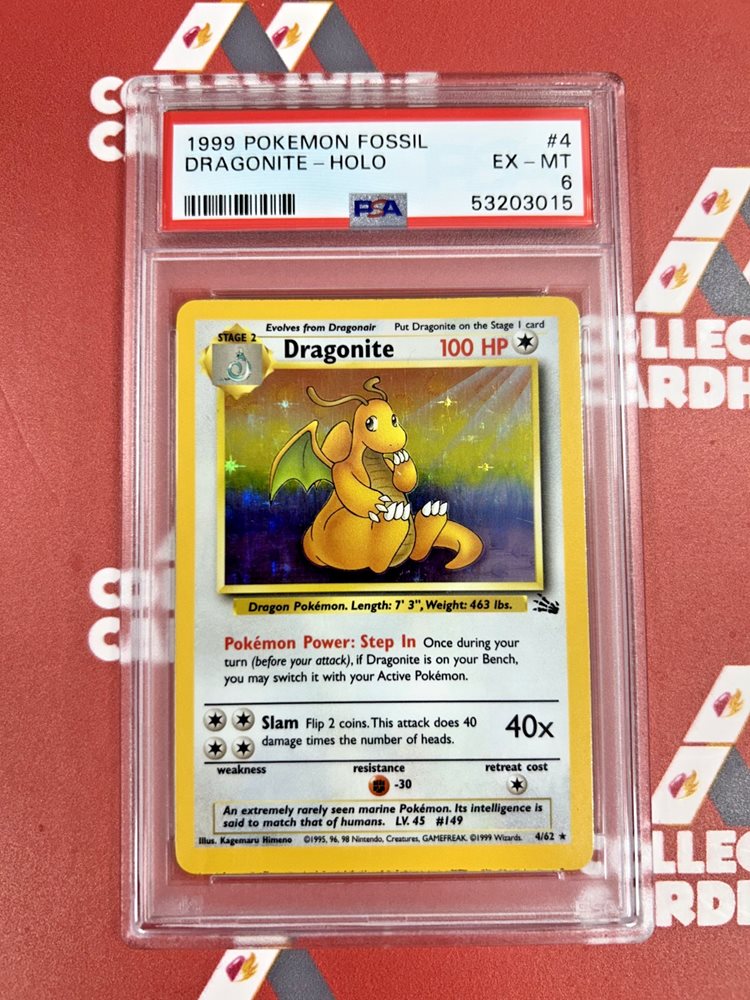 1999 POKEMON FOSSIL #4
DRAGONITE - HOLO EX - MT
6
PSA 53203015
Evolves from Dragonair Put Dragonite on the Stage 1 card
STAGE 2
Dragonite 100 HP
Dragon Pokémon. Length: 7' 3", Weight: 463 lbs.
Pokémon Power: Step In Once during your
turn (before your attack), if Dragonite is on your Bench,
you may switch it with your Active Pokémon.
Slam Flip 2 coins. This attack does 40
damage times the number of heads.
40x
weakness resistance retreat cost
-30
An extremely rarely seen marine Pokémon. Its intelligence is
said to match that of humans. LV. 45 #149
Illus. Kagemaru Himeno ©1995, 96, 98 Nintendo, Creatures, GAMEFREAK. ©1999 Wizards. 4/62 ★